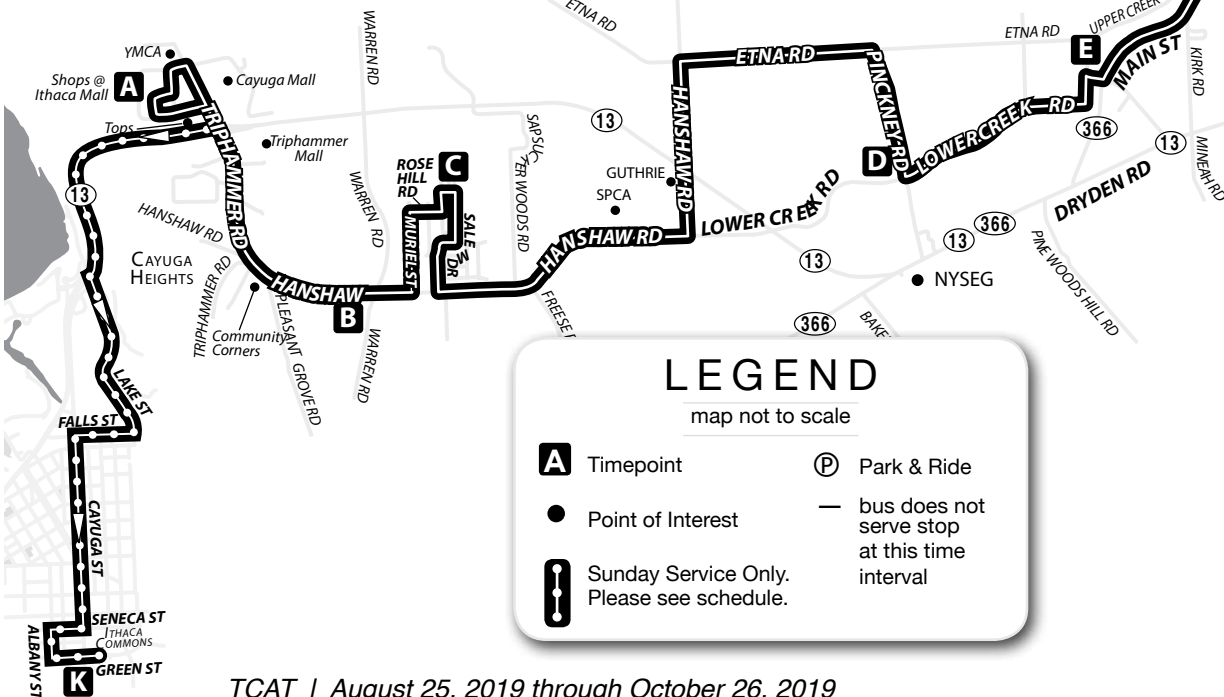 ETNA RD
WARREN RD
ETNA RD
UPPER CREEK
YMCA
E
MAIN ST
KIRK RD
Shops @
Ithaca Mall
A
Cayuga Mall
ETNA RD
PINCKNEY RD
Tops
TRIPHAMMER RD
Triphammer
Mall
SAPSUCKER WOODS RD
13
HANSHAW RD
LOWERCREEK RD
366
13
MINEAH RD
ROSE
HILL
RD
C
GUTHRIE
SPCA
D
13
WARREN RD
MURIEL ST
SALEM DR
HANSHAW RD
LOWER CREEK RD
DRYDEN RD
366
13
HANSHAW RD
CAYUGA
HEIGHTS
TRIPHAMMER RD
HANSHAW
B
13
NYSEG
PINE WOODS HILL RD
Community
Corners
PLEASANT GROVE RD
WARREN RD
FREESE R
366
BAKE
LAKE ST
FALLS ST
CAYUGA ST
SENECA ST
ITHACA
COMMONS
ALBANY ST
GREEN ST
K
LEGEND
map not to scale
A Timepoint
Point of Interest
Sunday Service Only.
Please see schedule.
P Park & Ride
— bus does not
serve stop
at this time
interval
TCAT | August 25, 2019 through October 26, 2019